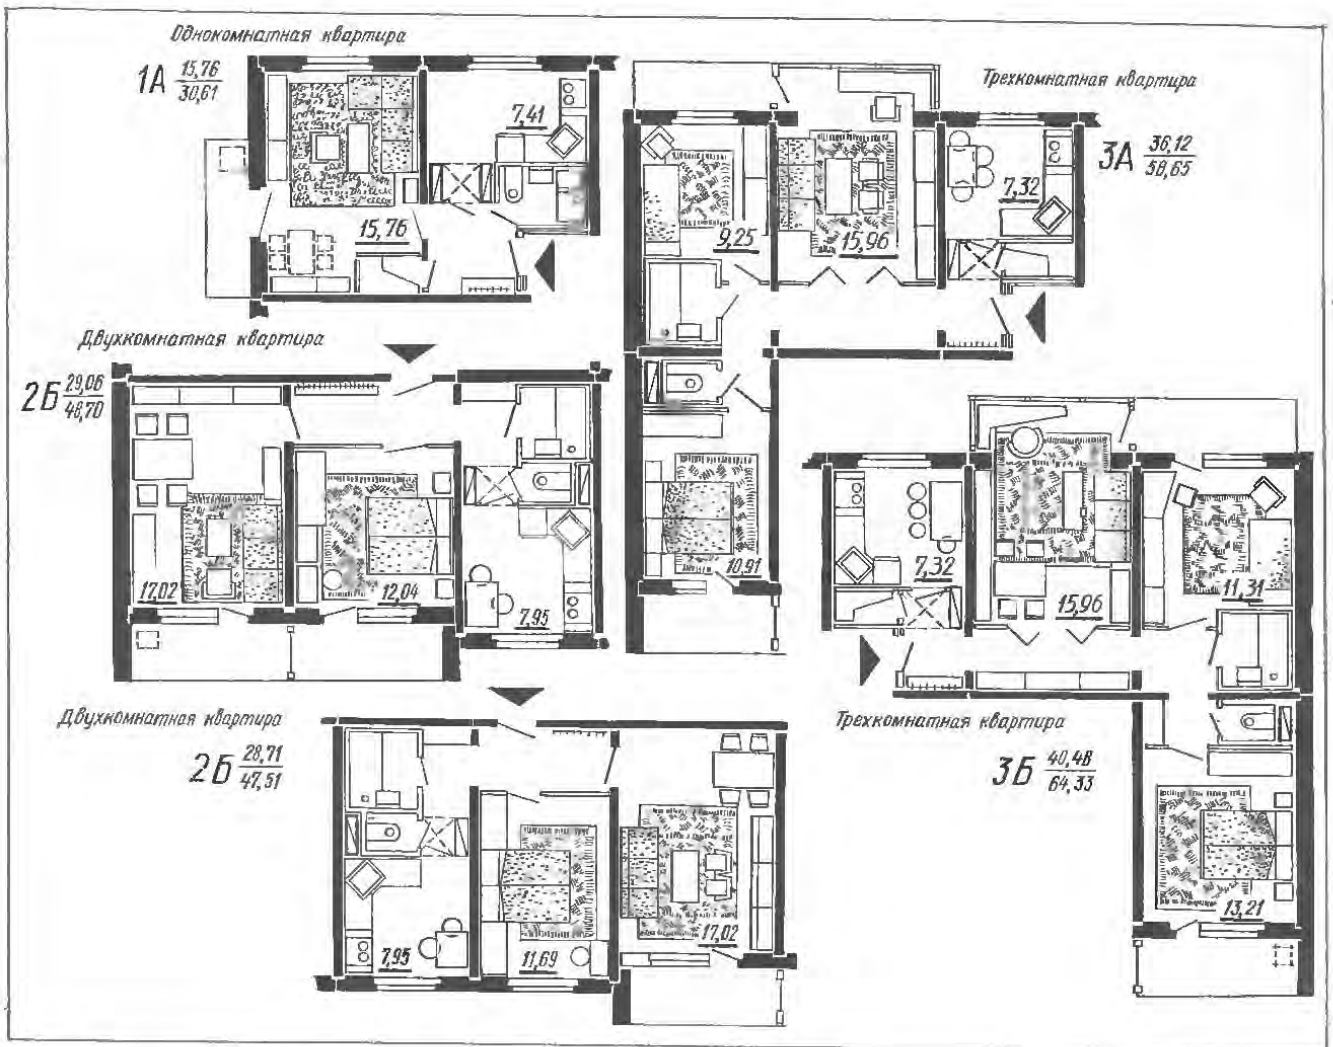 Однокомнатная квартира
1А 15,76
30,61
7,41
15,76
Трехкомнатная квартира
3А 36,12
58,65
9,25
15,96
7,32
10,91
Двухкомнатная квартира
2Б 29,06
48,70
17,02
12,04
7,95
7,32
15,96
11,31
13,21
Трехкомнатная квартира
3Б 40,48
64,33
Двухкомнатная квартира
2Б 28,71
47,51
7,95
11,69
17,02